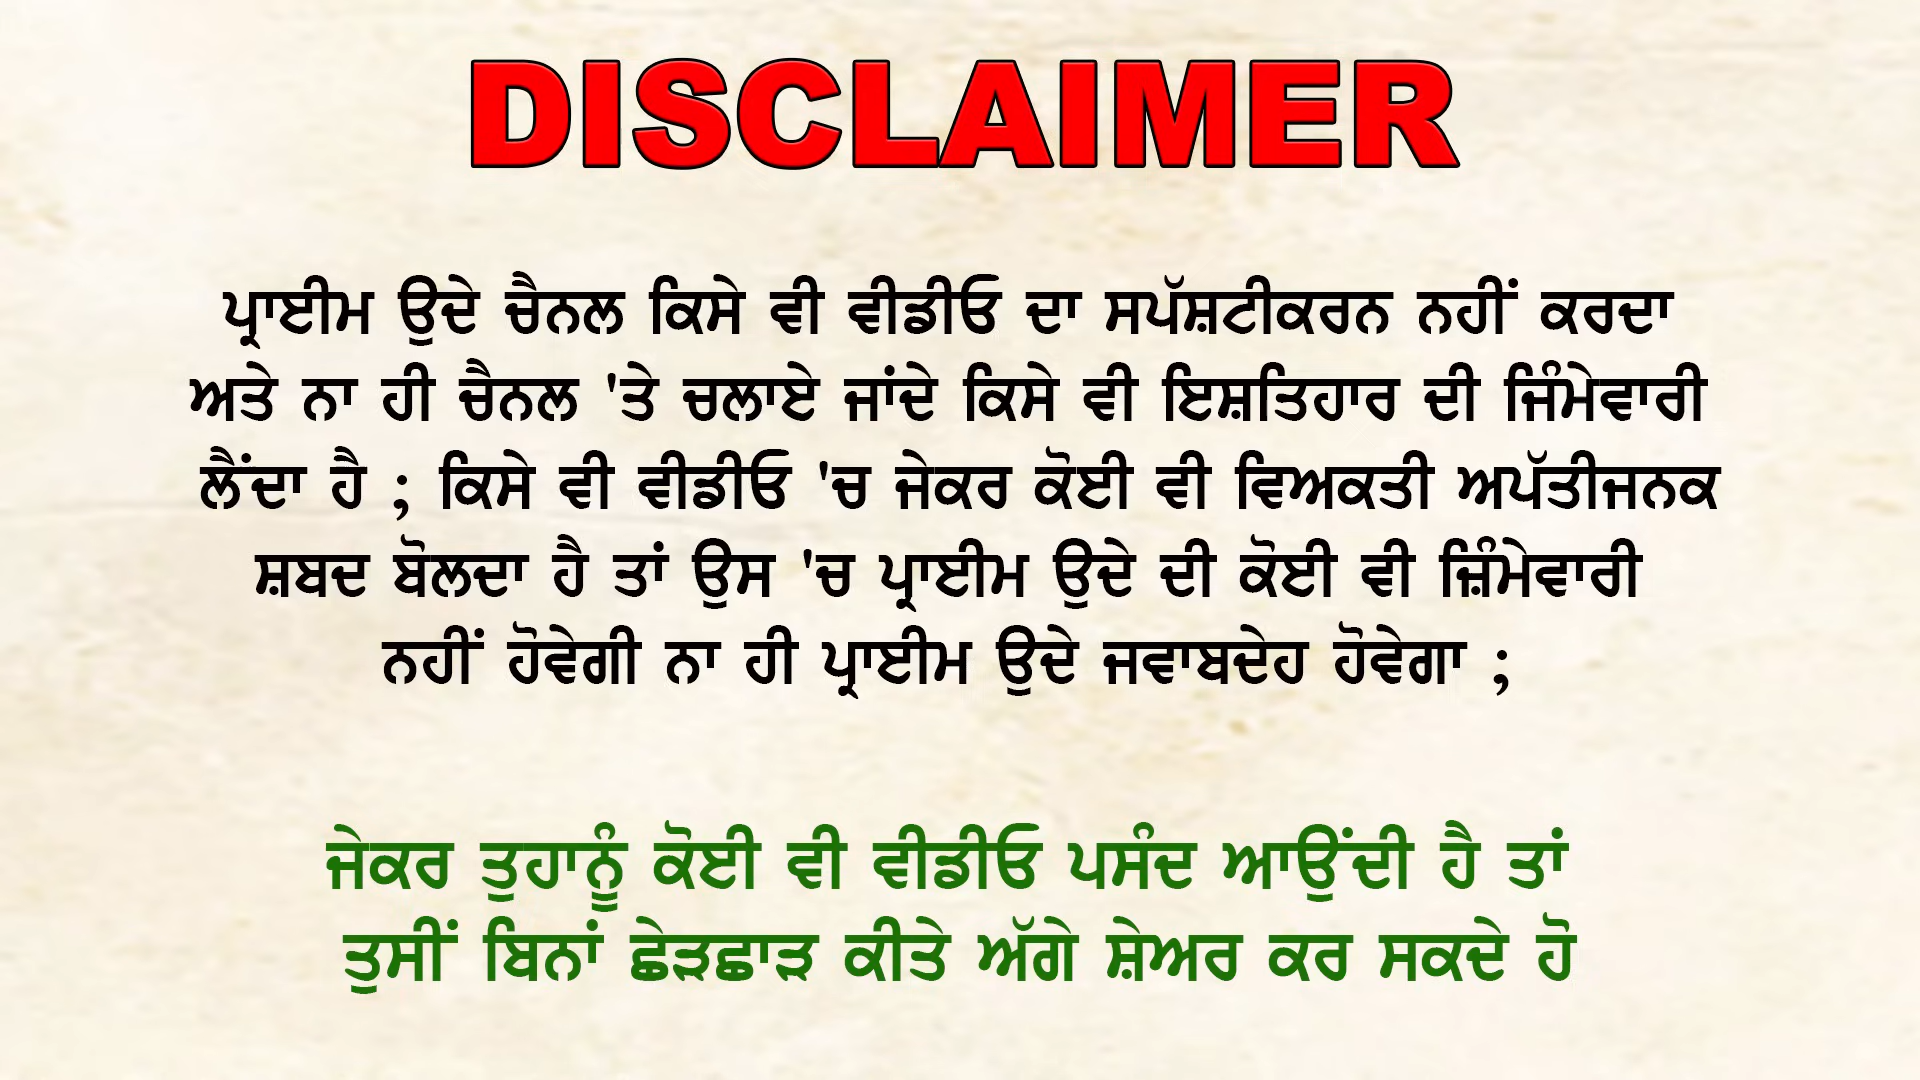 DISCLAIMER
ਪ੍ਰਾਈਮ ਉਦੇ ਚੈਨਲ ਕਿਸੇ ਵੀ ਵੀਡੀਓ ਦਾ ਸਪੱਸ਼ਟੀਕਰਨ ਨਹੀਂ ਕਰਦਾ
ਅਤੇ ਨਾ ਹੀ ਚੈਨਲ 'ਤੇ ਚਲਾਏ ਜਾਂਦੇ ਕਿਸੇ ਵੀ ਇਸ਼ਤਿਹਾਰ ਦੀ ਜਿੰਮੇਵਾਰੀ
ਲੈਂਦਾ ਹੈ ; ਕਿਸੇ ਵੀ ਵੀਡੀਓ 'ਚ ਜੇਕਰ ਕੋਈ ਵੀ ਵਿਅਕਤੀ ਅਪੱਤੀਜਨਕ
ਸ਼ਬਦ ਬੋਲਦਾ ਹੈ ਤਾਂ ਉਸ 'ਚ ਪ੍ਰਾਈਮ ਉਦੇ ਦੀ ਕੋਈ ਵੀ ਜ਼ਿੰਮੇਵਾਰੀ
ਨਹੀਂ ਹੋਵੇਗੀ ਨਾ ਹੀ ਪ੍ਰਾਈਮ ਉਦੇ ਜਵਾਬਦੇਹ ਹੋਵੇਗਾ ;
ਜੇਕਰ ਤੁਹਾਨੂੰ ਕੋਈ ਵੀ ਵੀਡੀਓ ਪਸੰਦ ਆਉਂਦੀ ਹੈ ਤਾਂ
ਤੁਸੀਂ ਬਿਨਾਂ ਛੇੜਛਾੜ ਕੀਤੇ ਅੱਗੇ ਸ਼ੇਅਰ ਕਰ ਸਕਦੇ ਹੋ